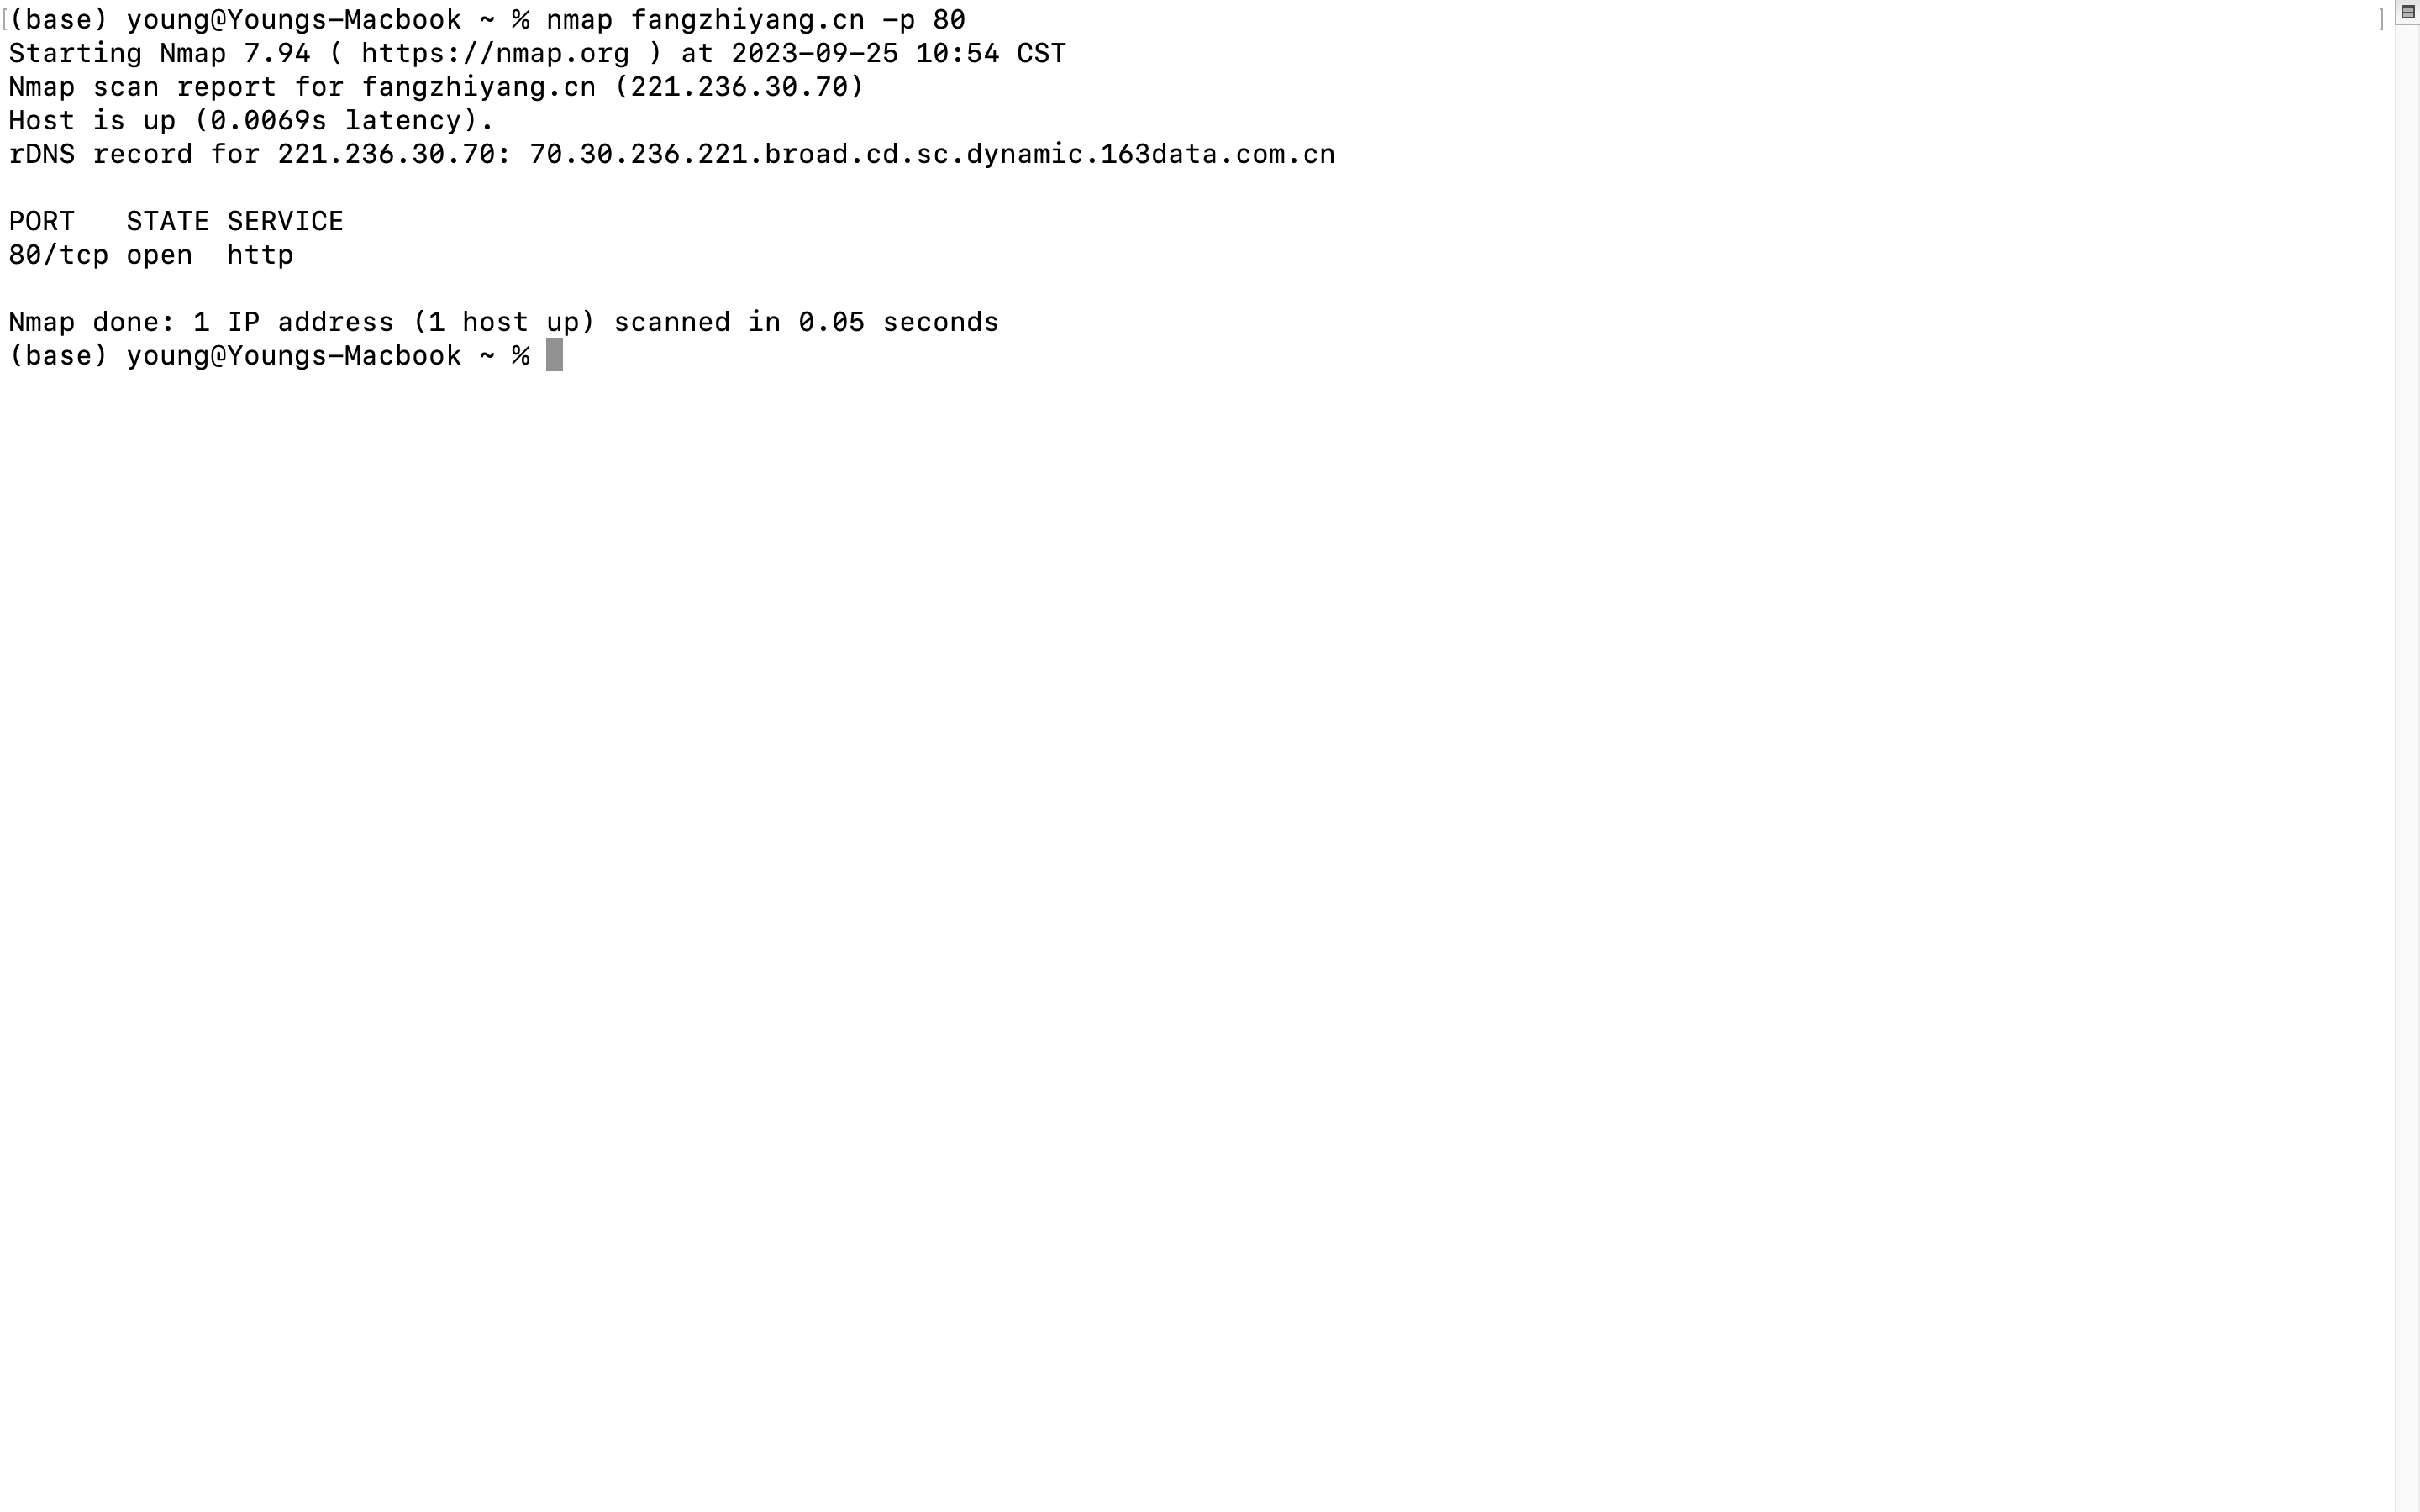 [(base) young@Youngs-Macbook ~ % nmap fangzhiyang.cn -p 80 ]
Starting Nmap 7.94 ( https://nmap.org ) at 2023-09-25 10:54 CST
Nmap scan report for fangzhiyang.cn (221.236.30.70)
Host is up (0.0069s latency).
rDNS record for 221.236.30.70: 70.30.236.221.broad.cd.sc.dynamic.163data.com.cn
PORT   STATE SERVICE
80/tcp open  http
Nmap done: 1 IP address (1 host up) scanned in 0.05 seconds
(base) young@Youngs-Macbook ~ %